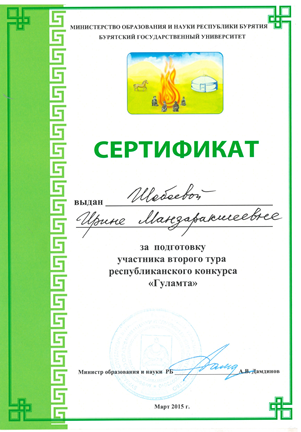 МИНИСТЕРСТВО ОБРАЗОВАНИЯ И НАУКИ РЕСПУБЛИКИ БУРЯТИЯ
БУРЯТСКИЙ ГОСУДАРСТВЕННЫЙ УНИВЕРСИТЕТ
СЕРТИФИКАТ
выдан Шобоевой
Ирине Мандаракшеевне
за подготовку
участника второго тура
республиканского конкурса
«Гуламта»
Министр образования и науки РБ А.В. Дамдинов
Март 2015 г.